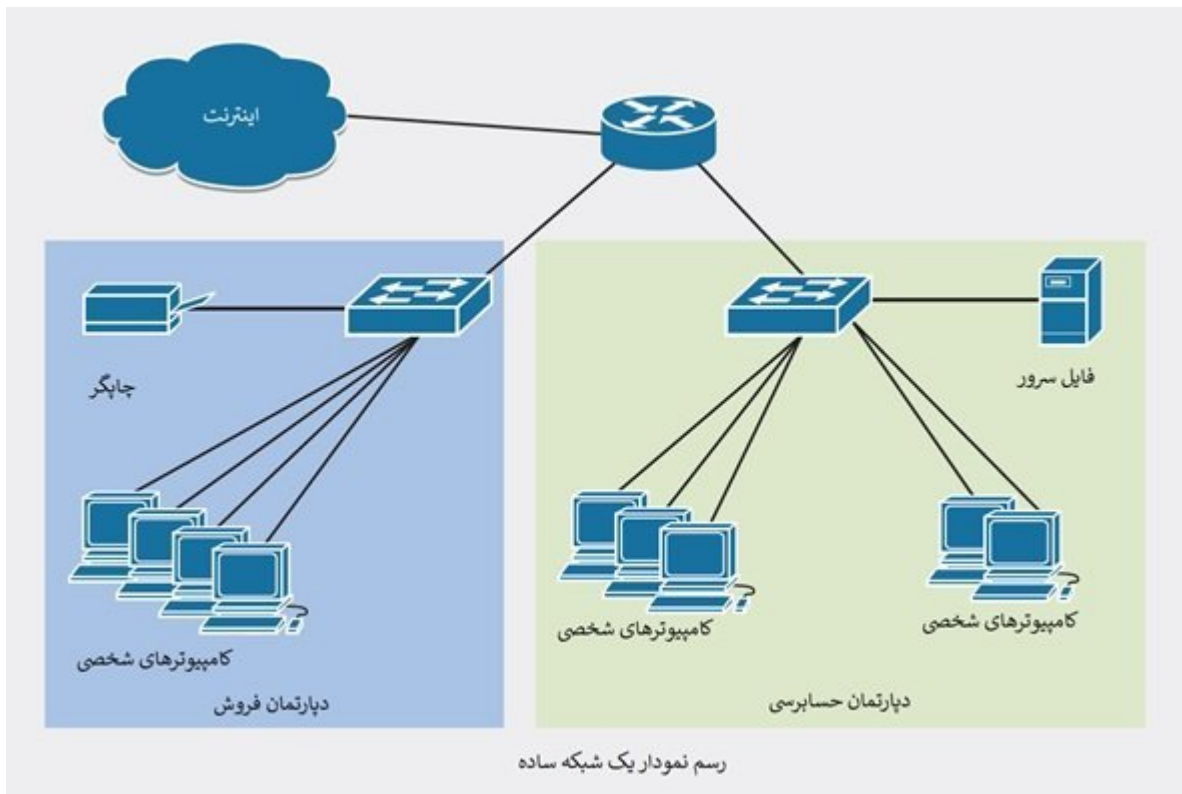 اینترنت
چاپگر
فایل سرور
کامپیوترهای شخصی
کامپیوترهای شخصی
کامپیوترهای شخصی
دپارتمان فروش
دپارتمان حسابرسی
رسم نمودار یک شبکه ساده